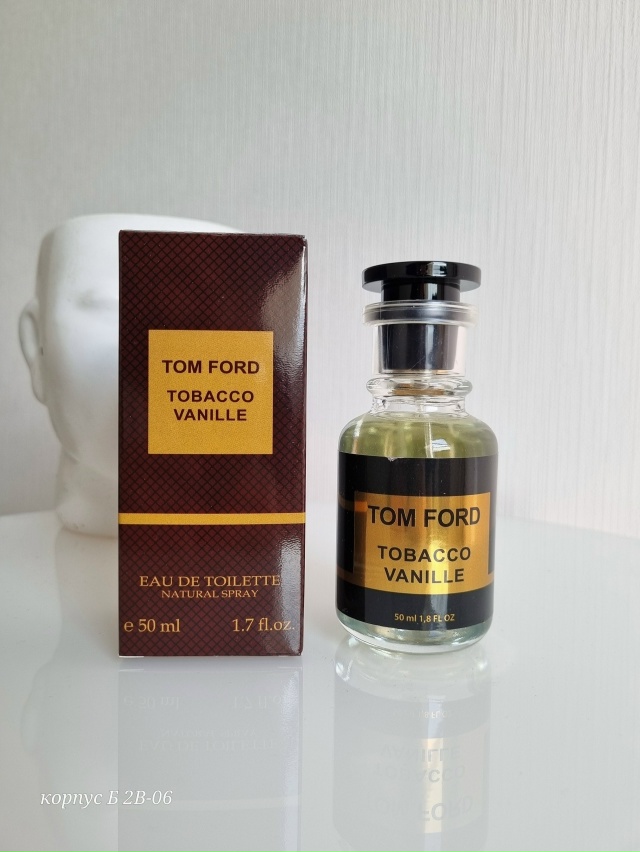 TOM FORD
TOBACCO
VANILLE
EAU DE TOILETTE
NATURAL SPRAY
e 50 ml 1.7 fl.oz.
TOM FORD
TOBACCO
VANILLE
50 ml 1,8 FL OZ
корпус Б 2В-06